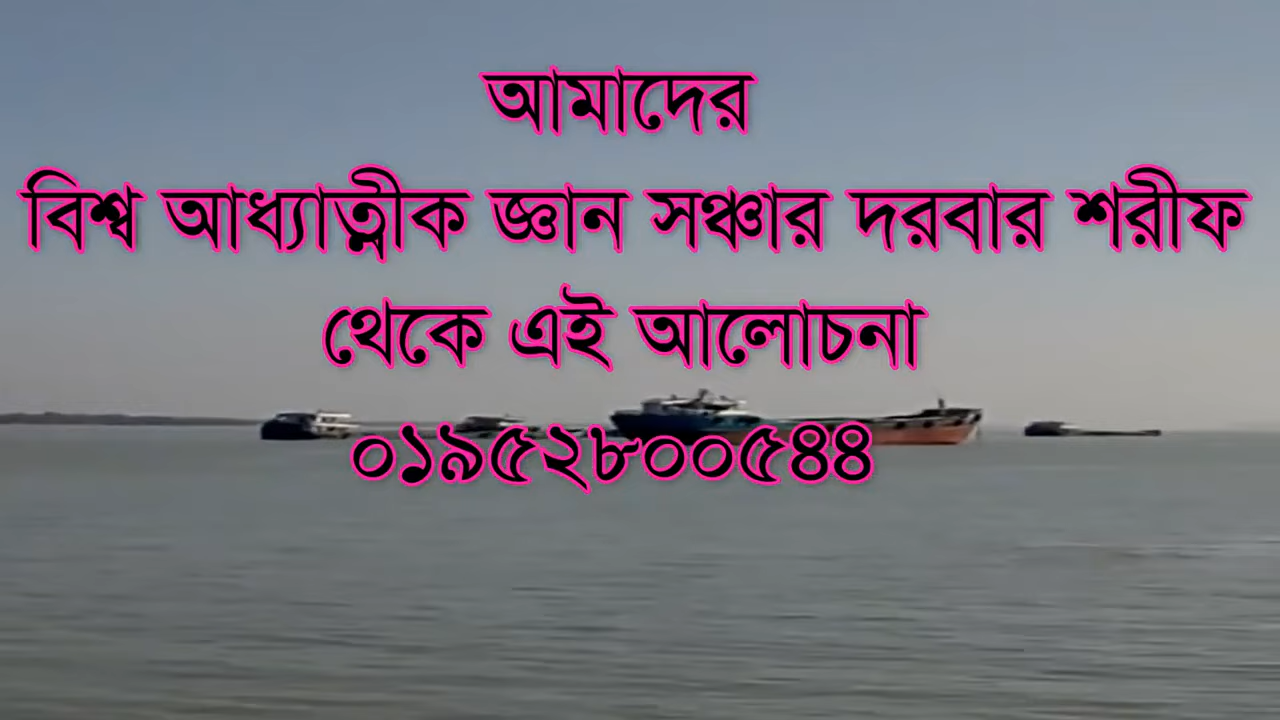 আমাদের
বিশ্ব আধ্যাত্নীক জ্ঞান সঞ্চার দরবার শরীফ
থেকে এই আলোচনা
০১৯৫২৮০০৫৪৪